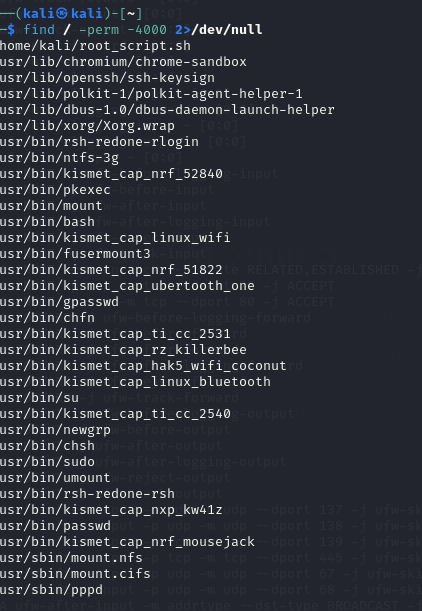 (kali㉿kali)-[~]
$ find / -perm -4000 2>/dev/null
home/kali/root_script.sh
usr/lib/chromium/chrome-sandbox
usr/lib/openssh/ssh-keysign
usr/lib/polkit-1/polkit-agent-helper-1
usr/lib/dbus-1.0/dbus-daemon-launch-helper
usr/lib/xorg/Xorg.wrap
usr/bin/rsh-redone-rlogin
usr/bin/ntfs-3g
usr/bin/kismet_cap_nrf_52840
usr/bin/pkexec
usr/bin/mount
usr/bin/bash
usr/bin/kismet_cap_linux_wifi
usr/bin/fusermount3
usr/bin/kismet_cap_nrf_51822
usr/bin/kismet_cap_ubertooth_one
usr/bin/gpasswd
usr/bin/chfn
usr/bin/kismet_cap_ti_cc_2531
usr/bin/kismet_cap_rz_killerbee
usr/bin/kismet_cap_hak5_wifi_coconut
usr/bin/kismet_cap_linux_bluetooth
usr/bin/su
usr/bin/kismet_cap_ti_cc_2540
usr/bin/newgrp
usr/bin/chsh
usr/bin/sudo
usr/bin/umount
usr/bin/rsh-redone-rsh
usr/bin/kismet_cap_nxp_kw41z
usr/bin/passwd
usr/bin/kismet_cap_nrf_mousejack
usr/sbin/mount.nfs
usr/sbin/mount.cifs
usr/sbin/pppd